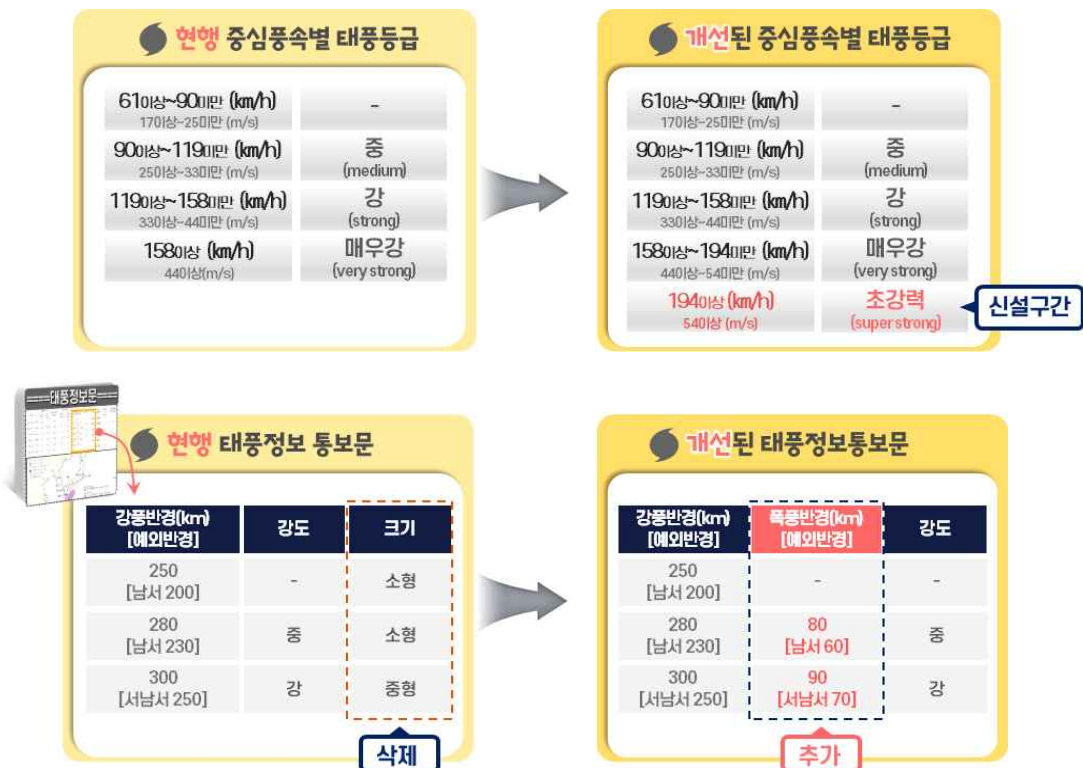 현행 중심풍속별 태풍등급
61이상~90미만 (km/h)
17이상~25미만 (m/s)
-
90이상~119미만 (km/h)
25이상~33미만 (m/s)
중
(medium)
119이상~158미만 (km/h)
33이상~44미만 (m/s)
강
(strong)
158이상 (km/h)
44이상(m/s)
매우강
(very strong)
개선된 중심풍속별 태풍등급
61이상~90미만 (km/h)
17이상~25미만 (m/s)
-
90이상~119미만 (km/h)
25이상~33미만 (m/s)
중
(medium)
119이상~158미만 (km/h)
33이상~44미만 (m/s)
강
(strong)
158이상~194미만 (km/h)
44이상~54미만 (m/s)
매우강
(very strong)
194이상 (km/h)
54이상 (m/s)
초강력
(super strong)
신설구간
태풍정보문
현행 태풍정보 통보문
강풍반경(km)
[예외반경]
강도
크기
250
[남서 200]
-
소형
280
[남서 230]
중
소형
300
[서남서 250]
강
중형
삭제
개선된 태풍정보통보문
강풍반경(km)
[예외반경]
폭풍반경(km)
[예외반경]
강도
250
[남서 200]
-
-
280
[남서 230]
80
[남서 60]
중
300
[서남서 250]
90
[서남서 70]
강
추가